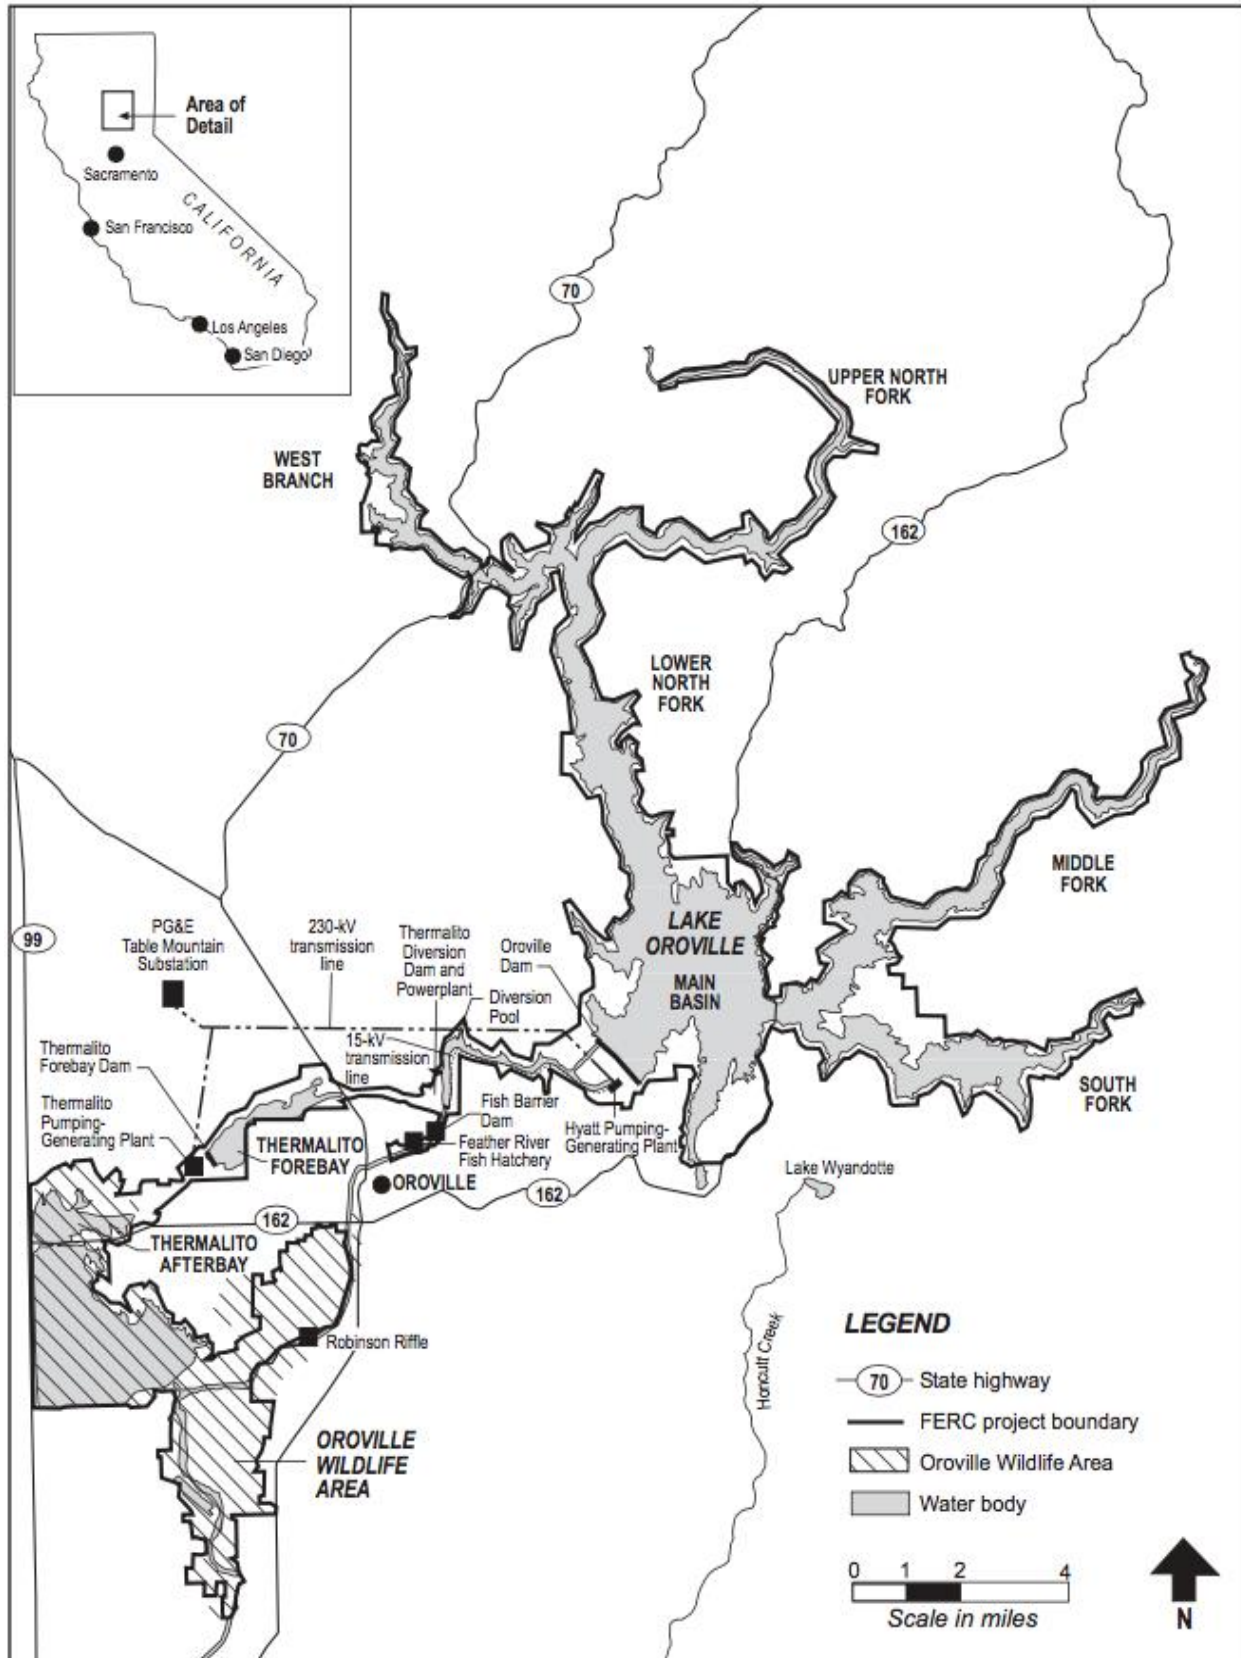 Area of
Detail
Sacramento
San Francisco
CALIFORNIA
Los Angeles
San Diego
70
UPPER NORTH
FORK
WEST
BRANCH
162
LOWER
NORTH
FORK
70
MIDDLE
FORK
99
PG&E
Table Mountain
Substation
230-kV
transmission
line
Thermalito
Diversion
Dam and
Powerplant
Oroville
Dam
LAKE
OROVILLE
MAIN
BASIN
Diversion
Pool
15-kV
transmission
line
Thermalito
Forebay Dam
Thermalito
Pumping-
Generating Plant
THERMALITO
FOREBAY
Fish Barrier
Dam
Feather River
Fish Hatchery
Hyatt Pumping-
Generating Plant
SOUTH
FORK
OROVILLE
162
Lake Wyandotte
162
THERMALITO
AFTERBAY
Robinson Riffle
Honcutt Creek
OROVILLE
WILDLIFE
AREA
LEGEND
70 State highway
FERC project boundary
Oroville Wildlife Area
Water body
0 1 2 4
Scale in miles
N